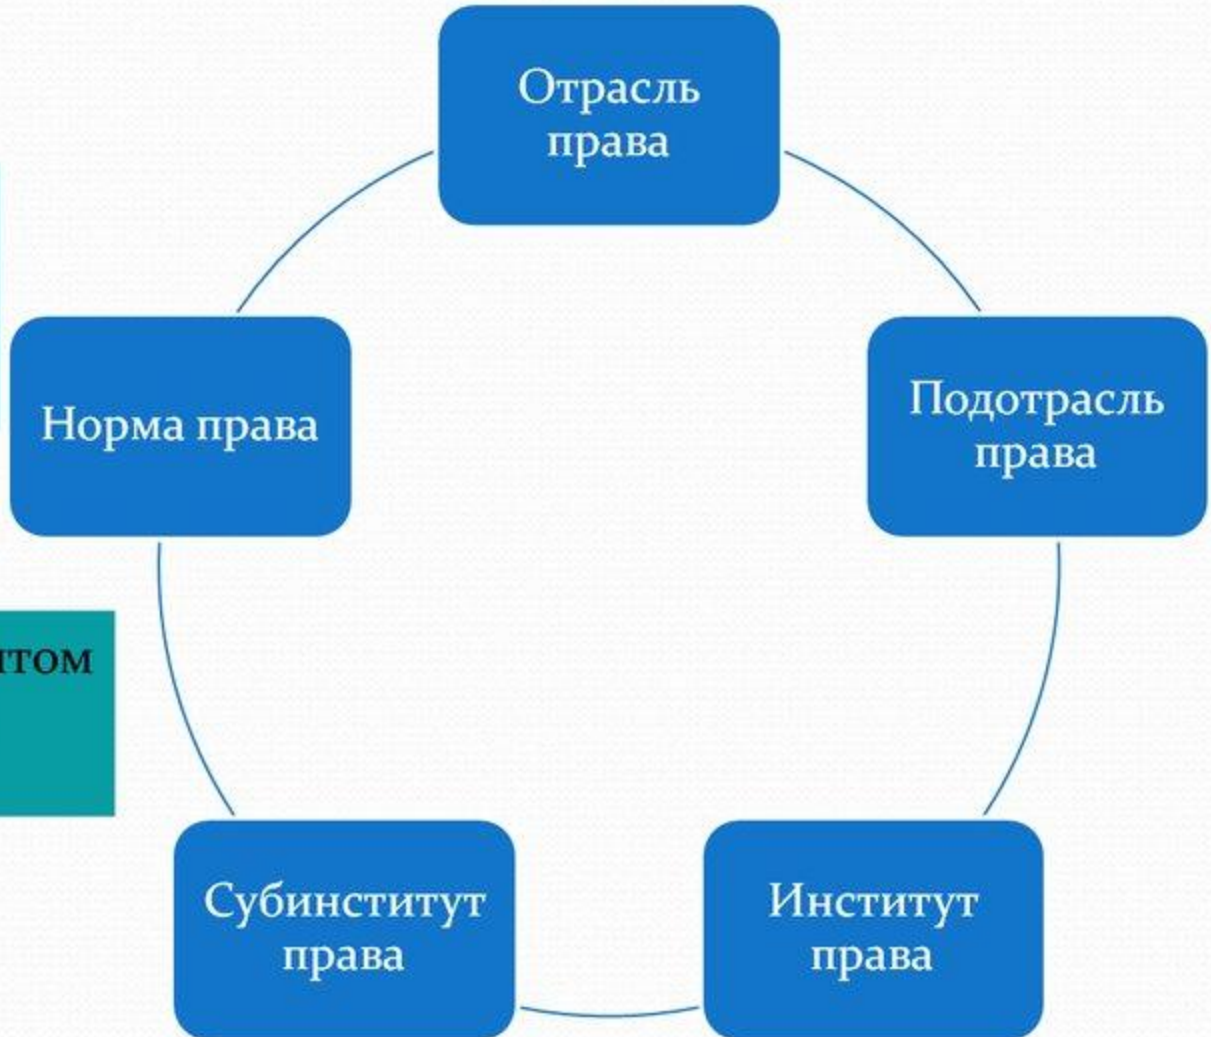 Отрасль
права
Подотрасль
права
Институт
права
Субинститут
права
Норма права